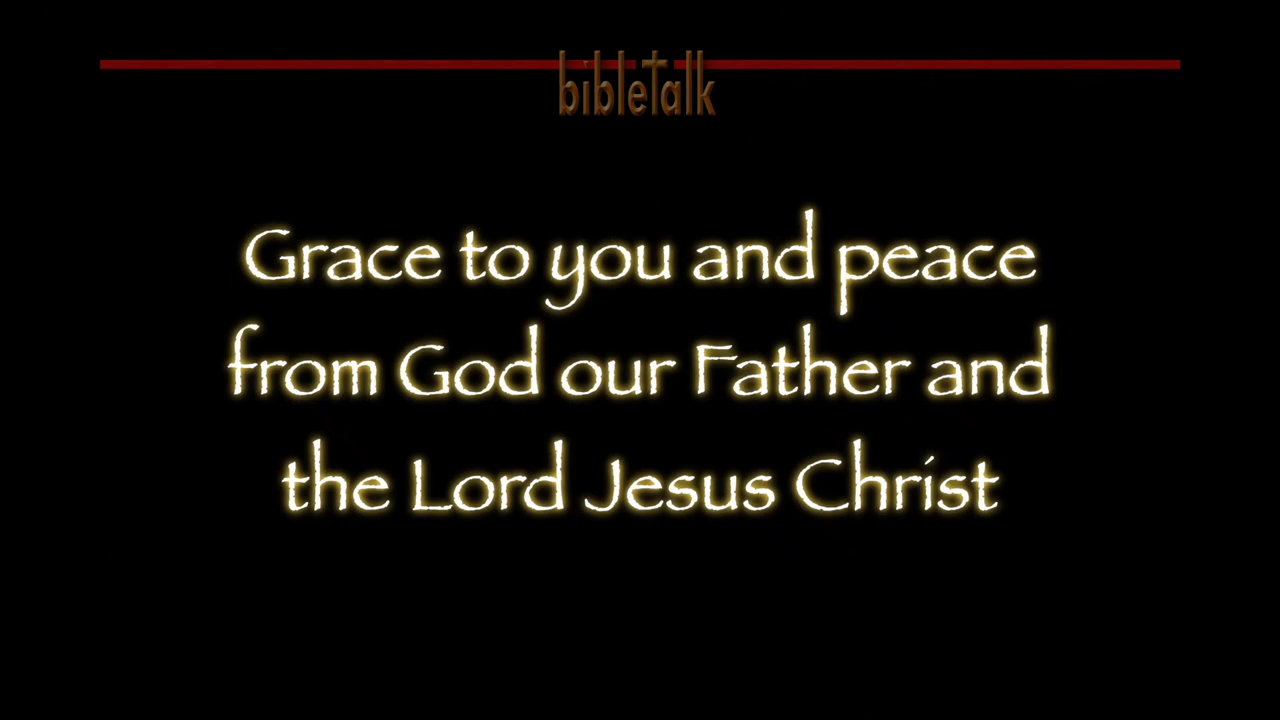 bibleTalk
Grace to you and peace
from God our Father and
the Lord Jesus Christ